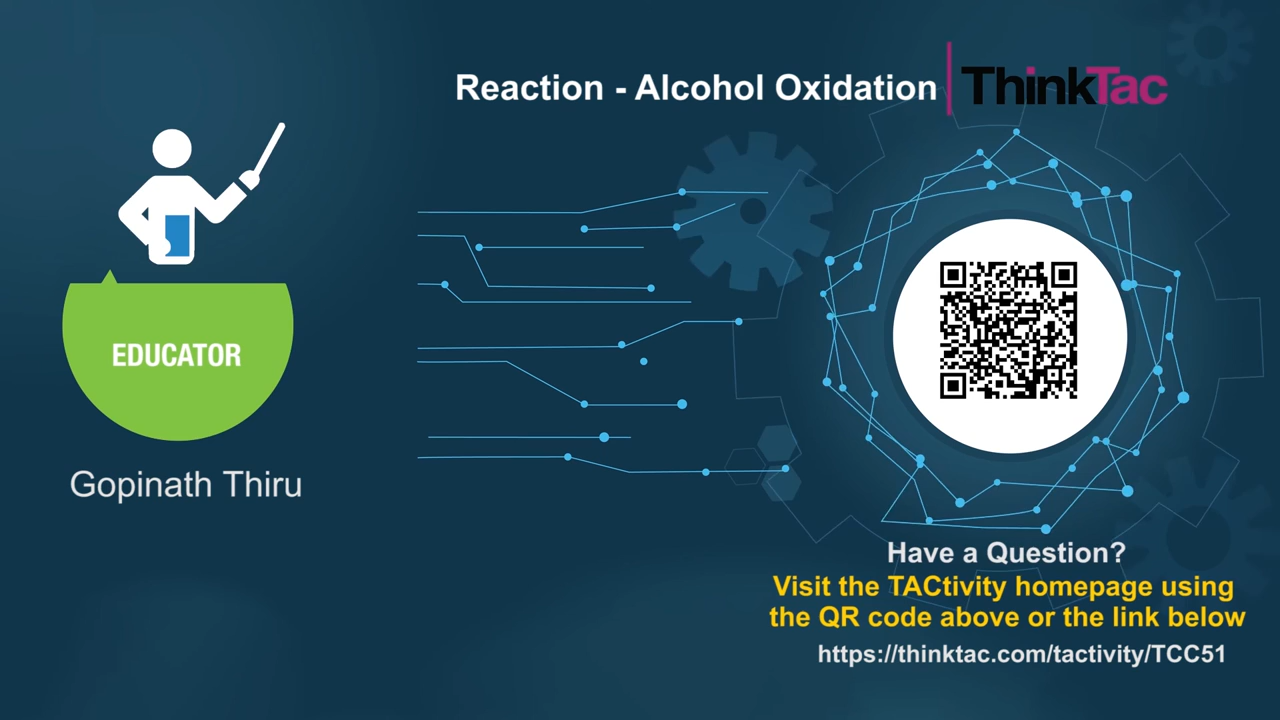 Reaction - Alcohol Oxidation
ThinkTac
EDUCATOR
Gopinath Thiru
Have a Question?
Visit the TACtivity homepage using
the QR code above or the link below
https://thinktac.com/tactivity/TCC51